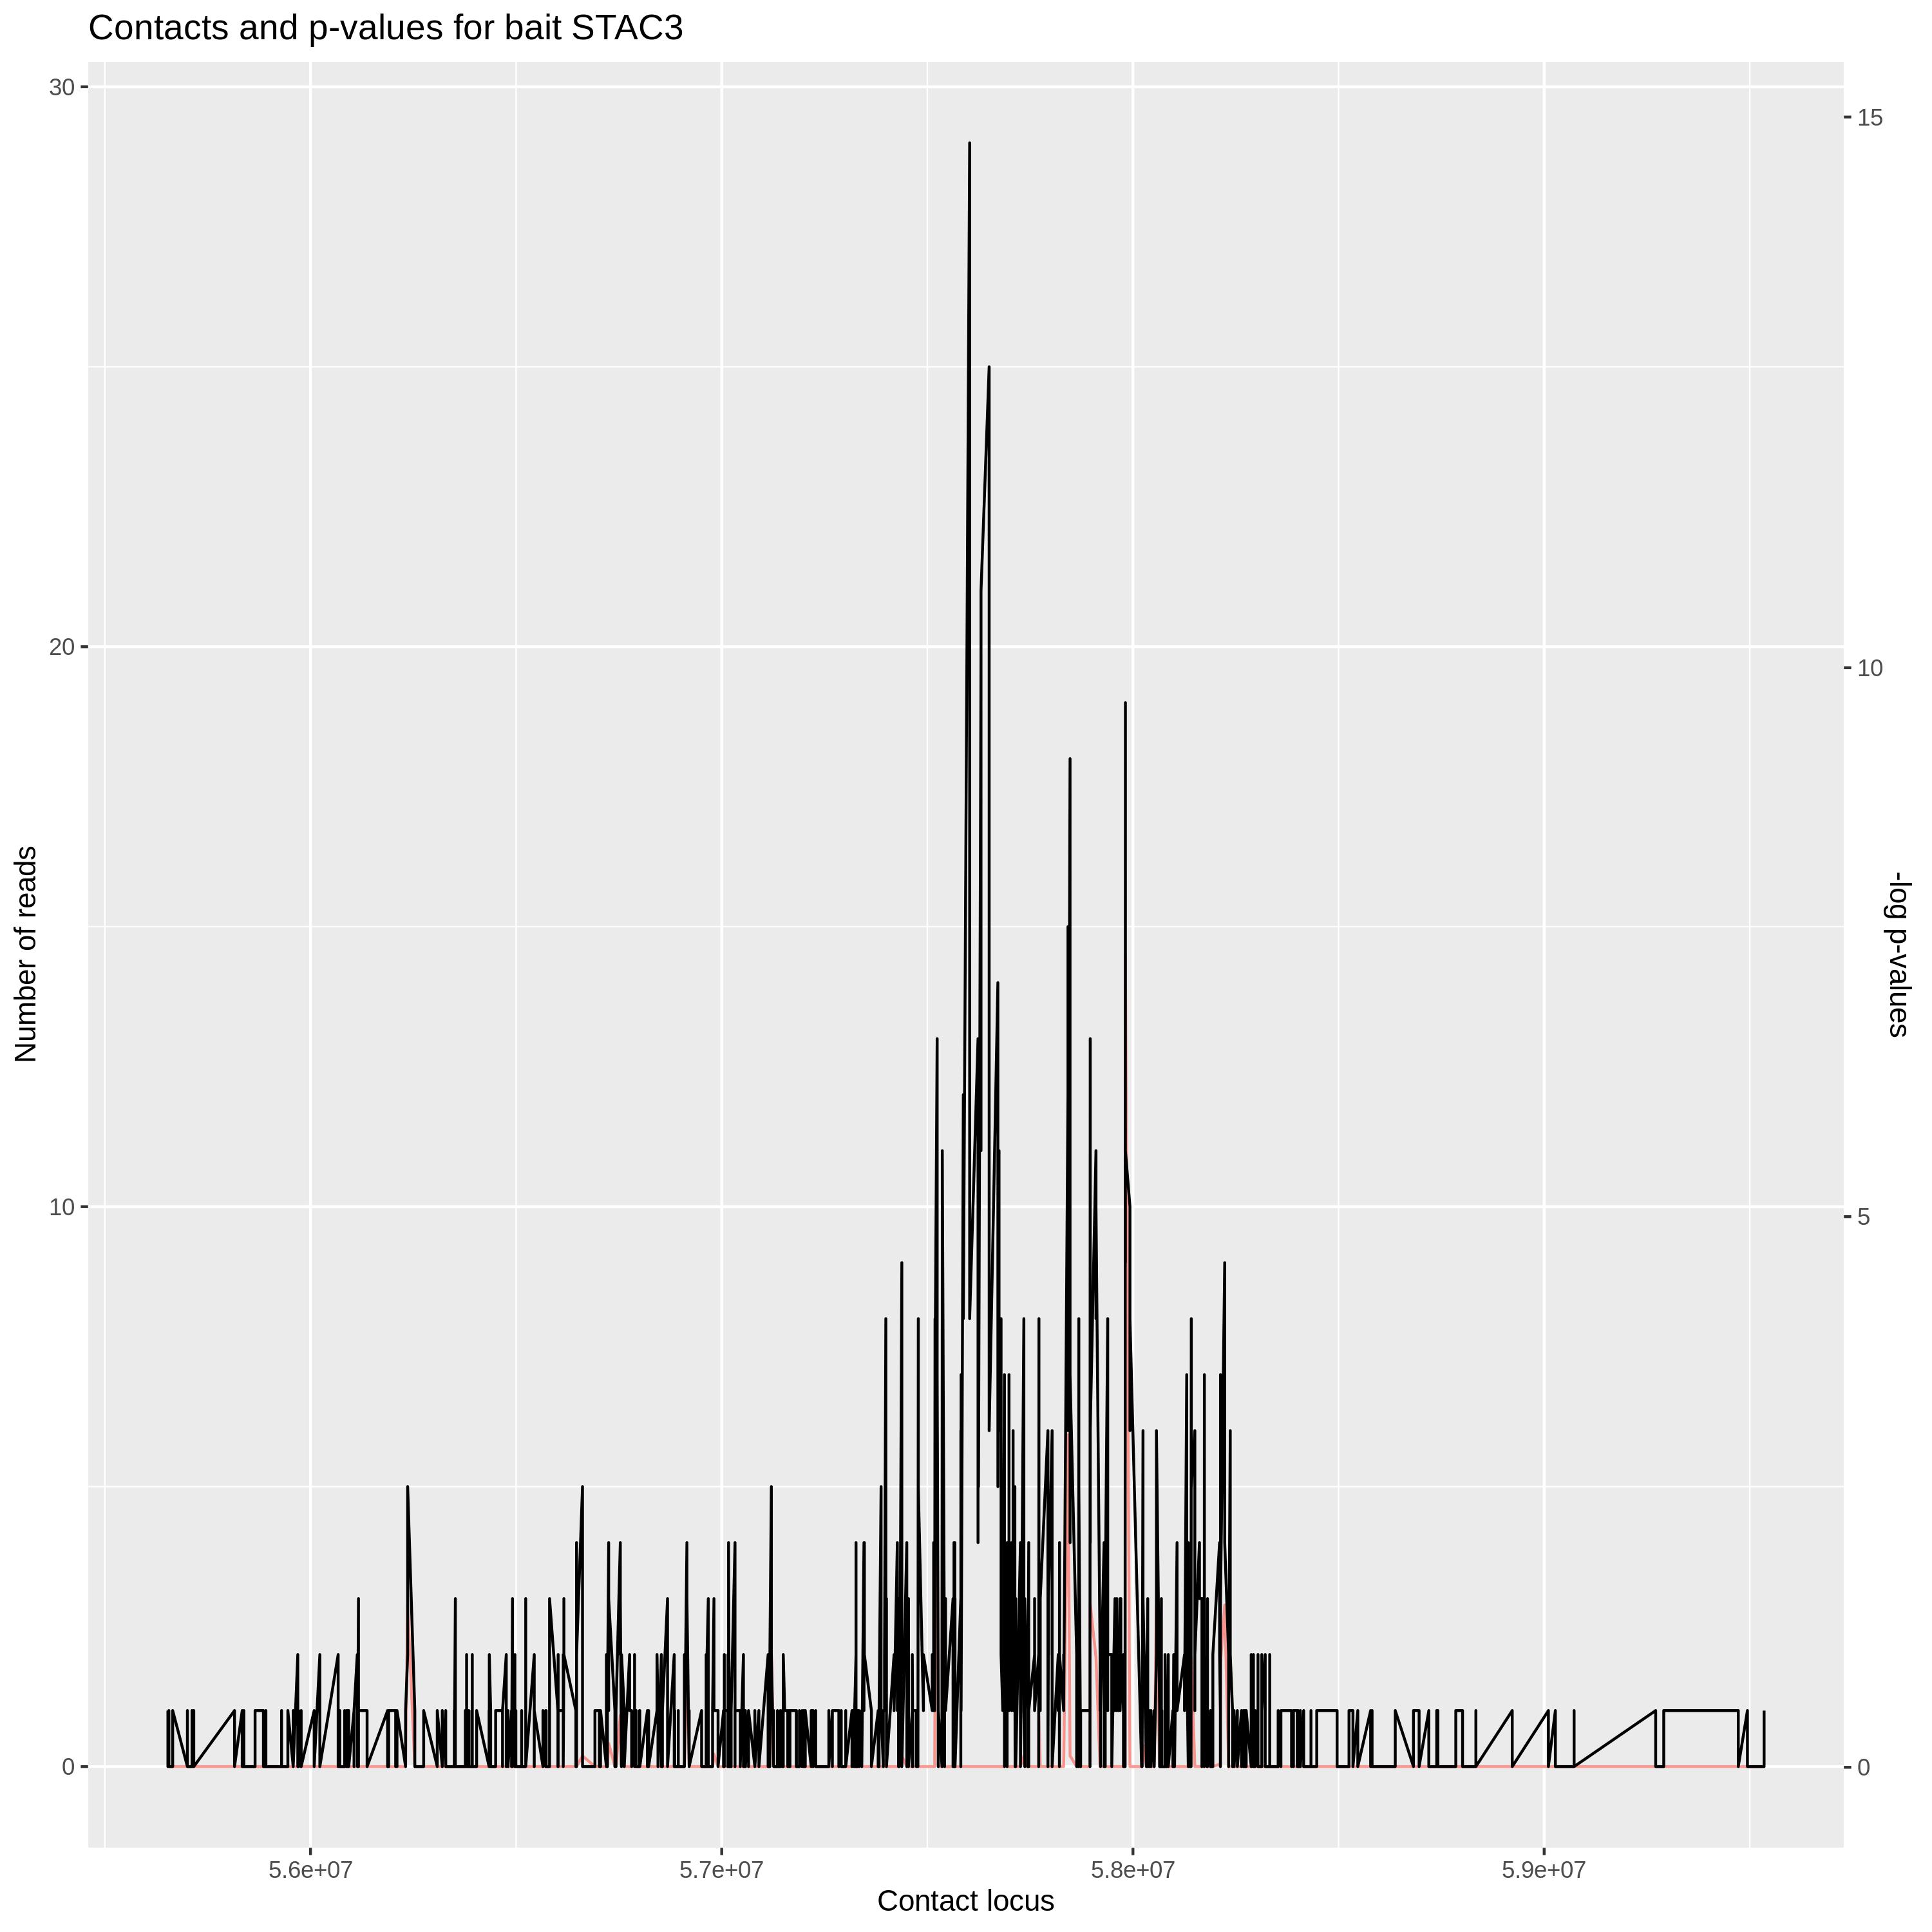 Contacts and p-values for bait STAC3
30
20
10
0
Number of reads
15
10
5
0
-log p-values
5.6e+07
5.7e+07
5.8e+07
5.9e+07
Contact locus